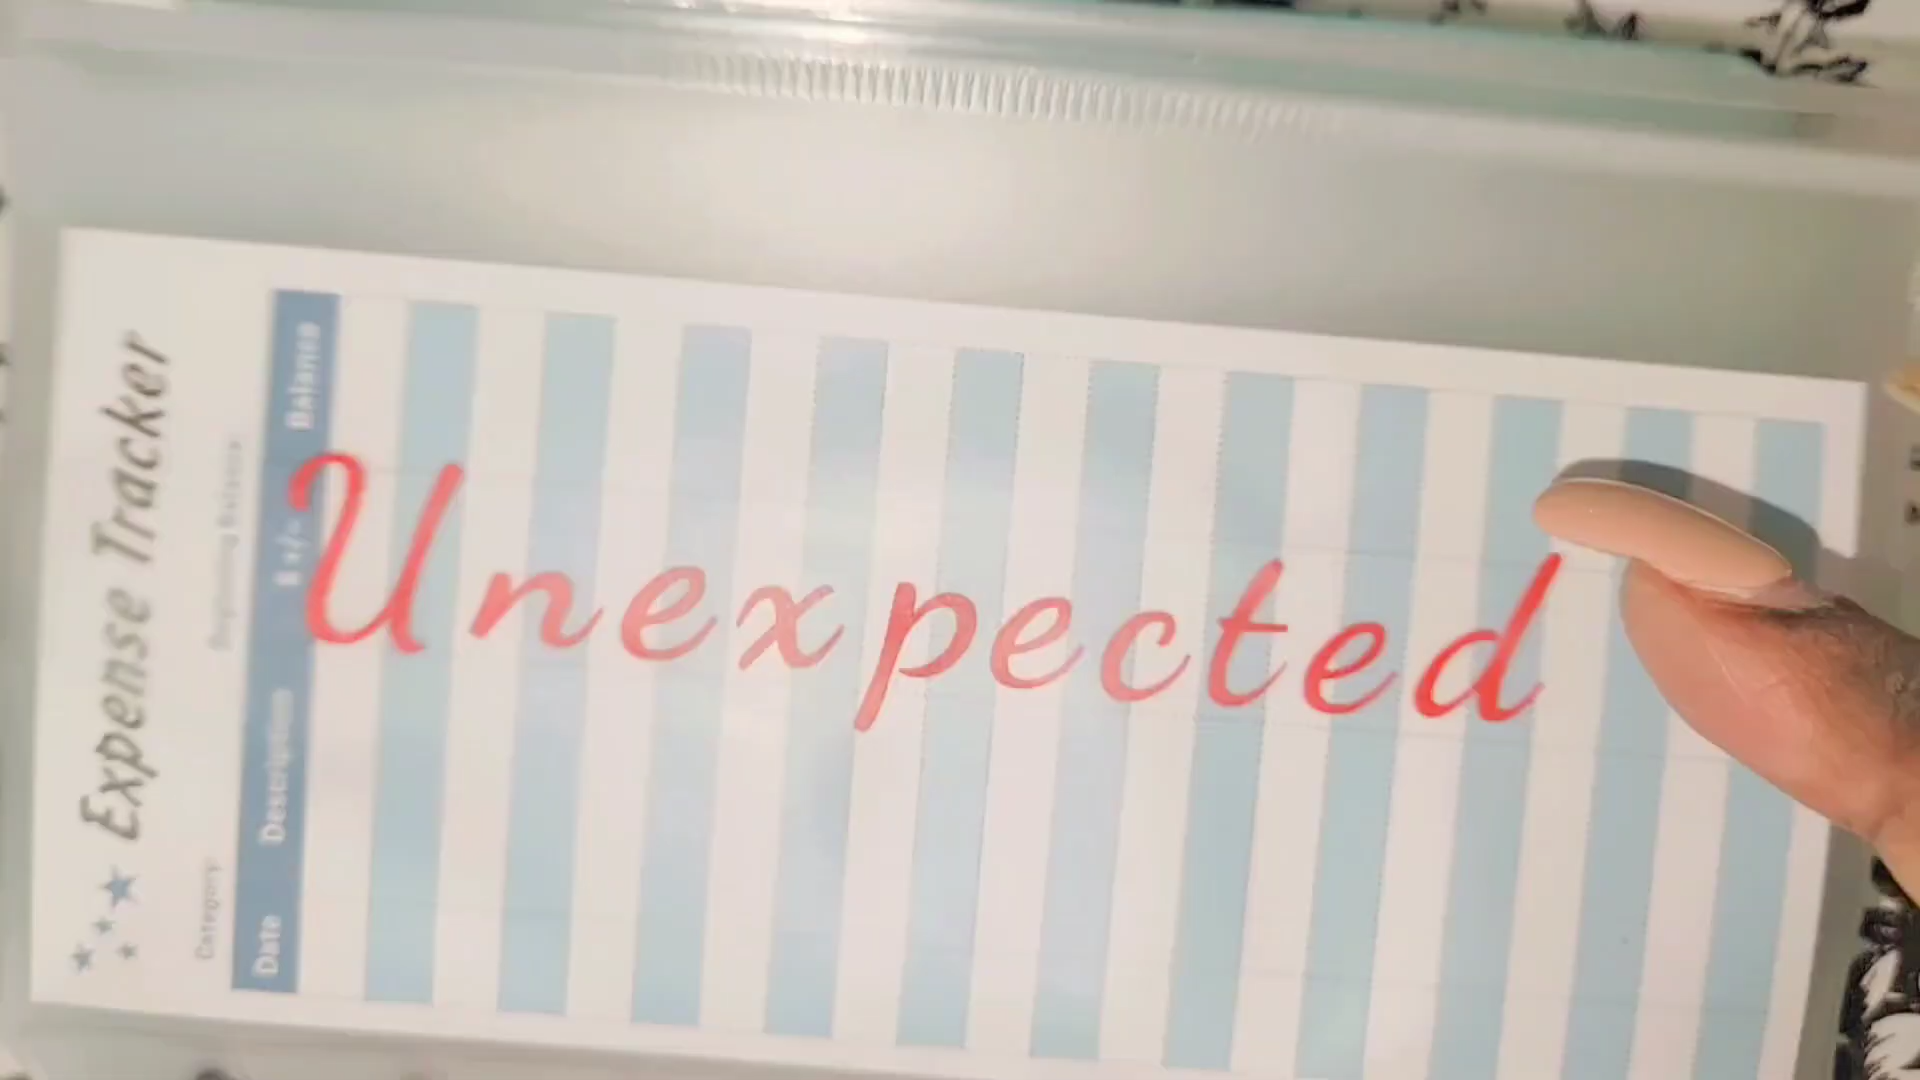 Expense Tracker
Category
Beginning Balance
Date Description $ +/- Balance
Unexpected